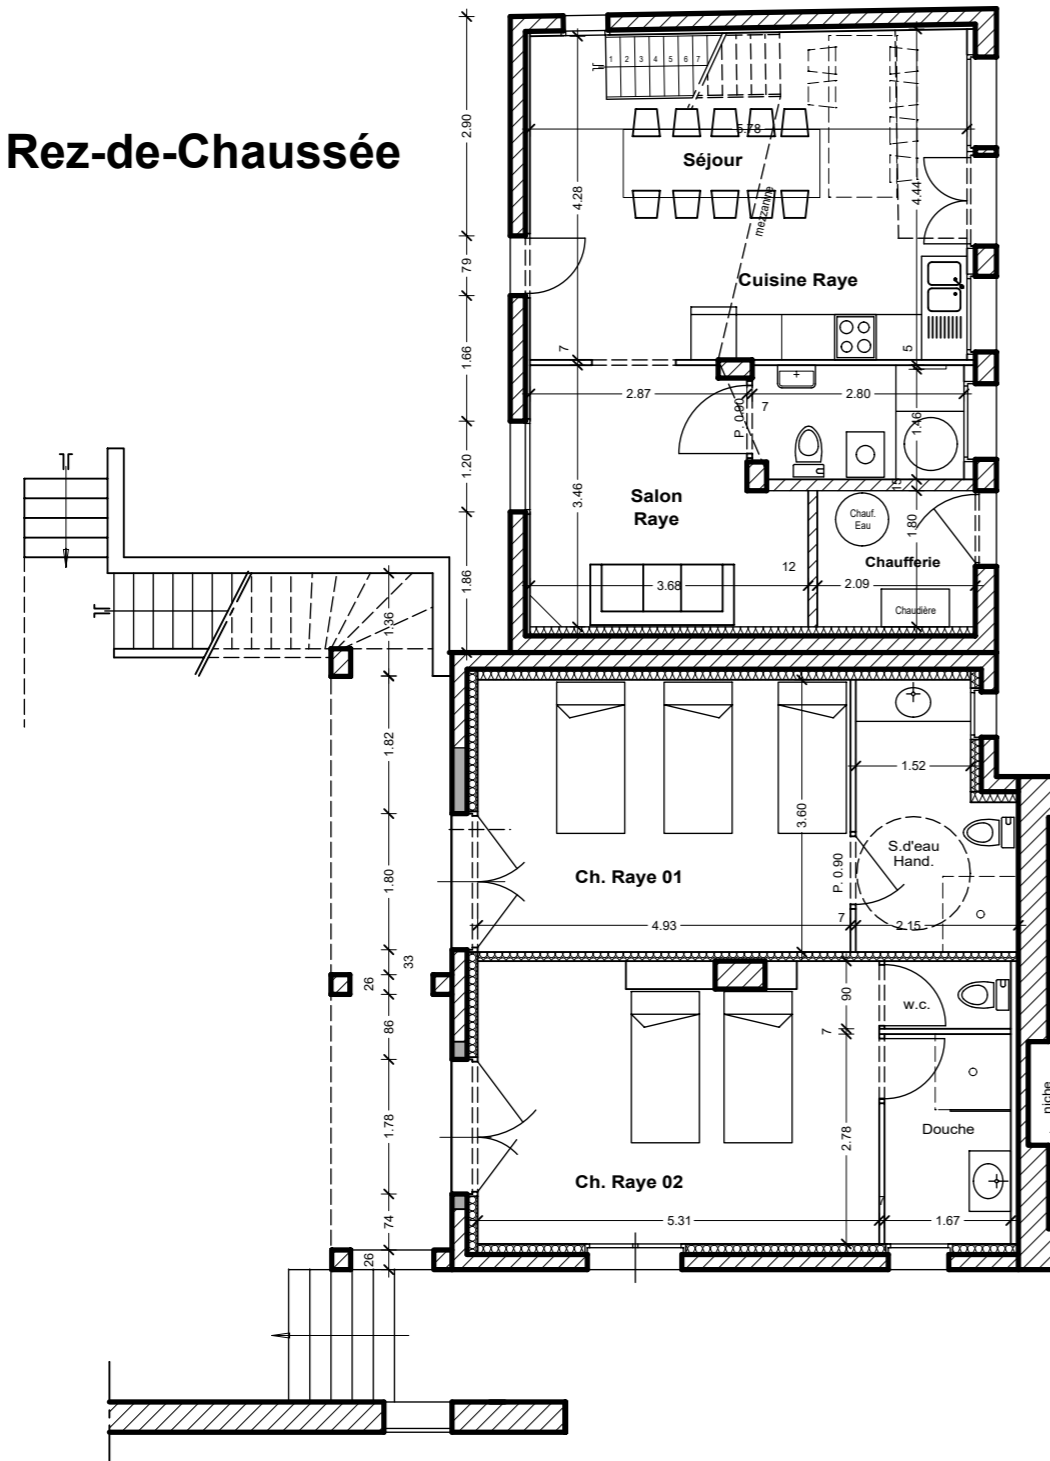 Rez-de-Chaussée
1 2 3 4 5 6 7
5.78
Séjour
mezzanine
4.28
4.44
2.90
79
1.66
1.20
1.86
Cuisine Raye
7
5
2.87
2.80
P. 0.90
7
1.46
15
3.46
Salon
Raye
Chauf.
Eau
1.80
Chaufferie
12
3.68
2.09
Chaudière
1.36
1.82
1.80
33
26
86
1.78
74
26
1.52
3.60
S.d'eau
Hand.
P. 0.90
Ch. Raye 01
7
4.93
2.15
90
w.c.
7
2.78
Douche
niche
Ch. Raye 02
7
5.31
1.67